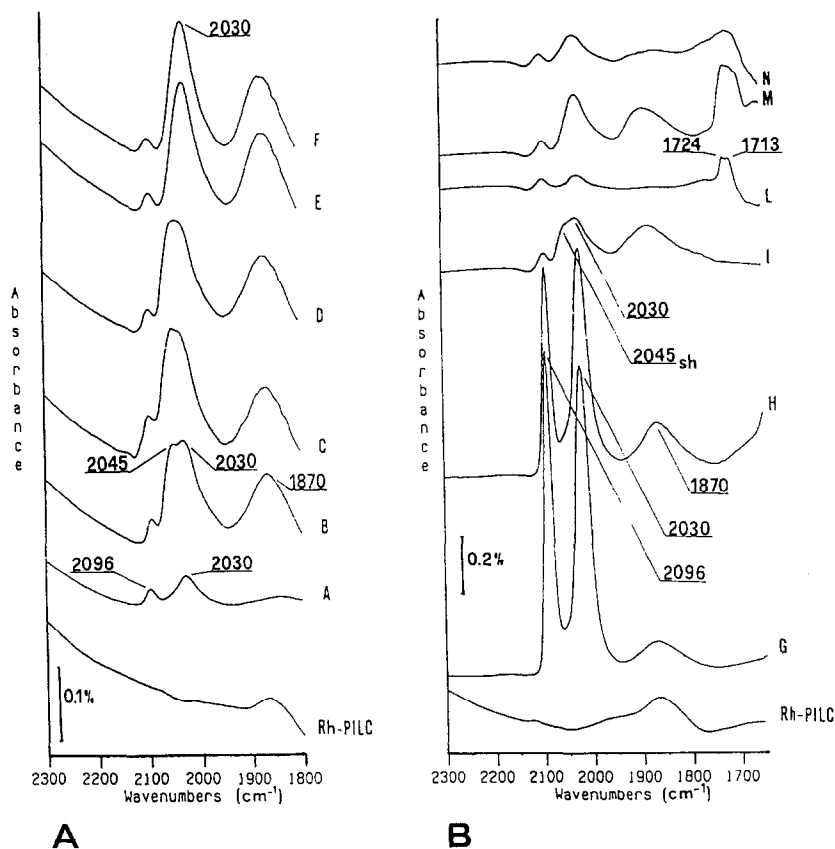 2030
F
E
D
C
2045
2030
1870
B
2096
2030
A
0.1%
Rh-PILC
Absorbance
2300 2200 2100 2000 1900 1800
Wavenumbers (cm-1)
A
N
M
1724
1713
L
I
2030
2045 sh
H
1870
2030
2096
0.2%
G
Rh-PILC
Absorbance
2300 2200 2100 2000 1900 1800 1700
Wavenumbers (cm-1)
B